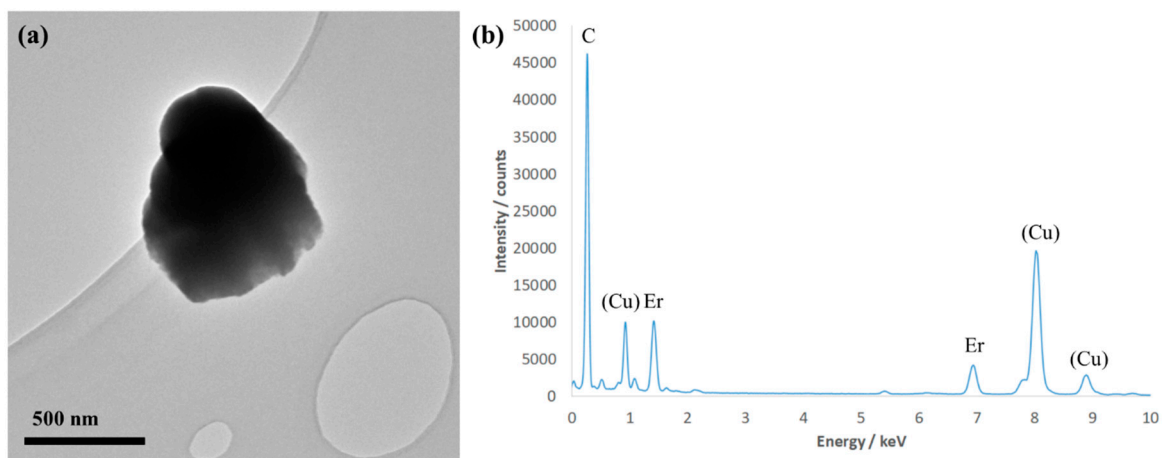 (a)
500 nm
(b)
50000
45000
40000
35000
30000
25000
20000
15000
10000
5000
0
Intensity / counts
C
(Cu) Er
Er
(Cu)
(Cu)
0 1 2 3 4 5 6 7 8 9 10
Energy / keV